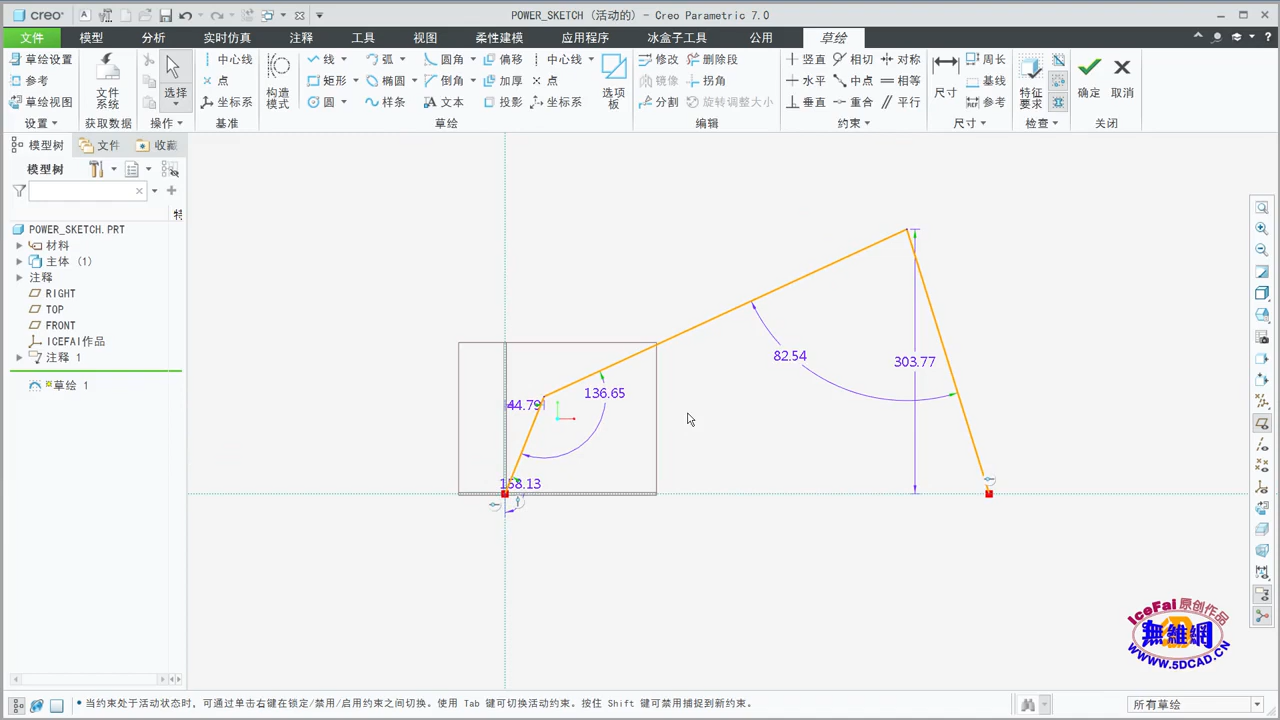 creo
POWER_SKETCH (活动的) - Creo Parametric 7.0
文件 模型 分析 实时仿真 注释 工具 视图 柔性建模 应用程序 冰盒子工具 公用 草绘
草绘设置
参考
草绘视图
设置
文件系统
获取数据
选择
操作
中心线
点
坐标系
基准
构造模式
线 弧 圆角 偏移 中心线
矩形 椭圆 倒角 加厚 点
圆 样条 文本 投影 坐标系
选项板
草绘
修改 删除段
镜像 拐角
分割 旋转调整大小
编辑
竖直 相切 对称
水平 中点 相等
垂直 重合 平行
约束
尺寸
周长
基线
参考
尺寸
特征要求
检查
确定 取消
关闭
模型树 文件 收藏
模型树
特
POWER_SKETCH.PRT
材料
主体 (1)
注释
RIGHT
TOP
FRONT
ICEFAI作品
注释 1
草绘 1
82.54
303.77
136.65
44.79
158.13
IceFai 原创作品
無維網
WWW.5DCAD.CN
当约束处于活动状态时，可通过单击右键在锁定/禁用/启用约束之间切换。使用 Tab 键可切换活动约束。按住 Shift 键可禁用捕捉到新约束。
所有草绘